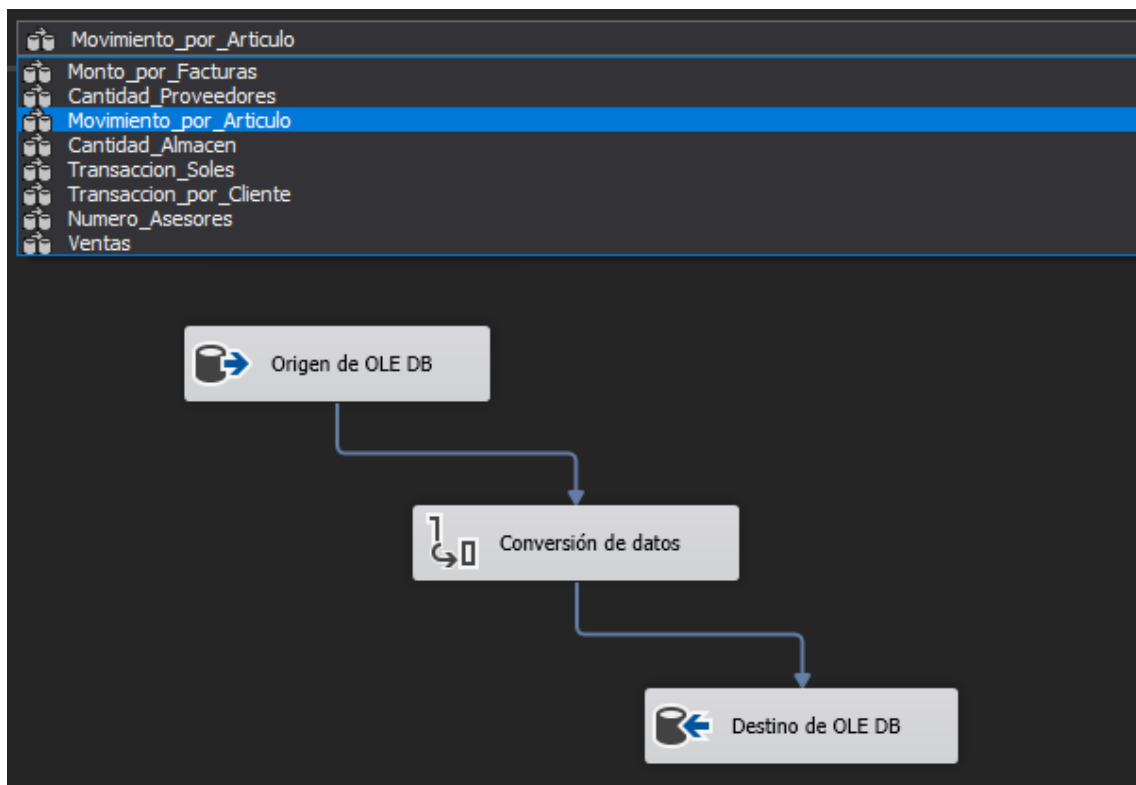 Movimiento_por_Articulo
Monto_por_Facturas
Cantidad_Proveedores
Movimiento_por_Articulo
Cantidad_Almacen
Transaccion_Soles
Transaccion_por_Cliente
Numero_Asesores
Ventas
Origen de OLE DB
Conversión de datos
Destino de OLE DB